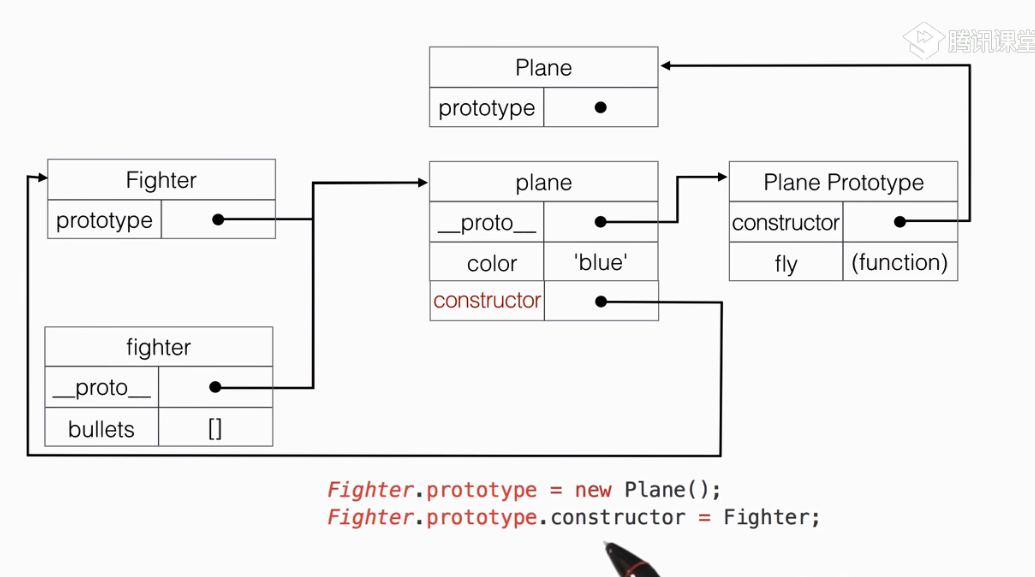 腾讯课堂
Plane
prototype
Fighter
prototype
plane
__proto__
color 'blue'
constructor
Plane Prototype
constructor
fly (function)
fighter
__proto__
bullets []
Fighter.prototype = new Plane();
Fighter.prototype.constructor = Fighter;